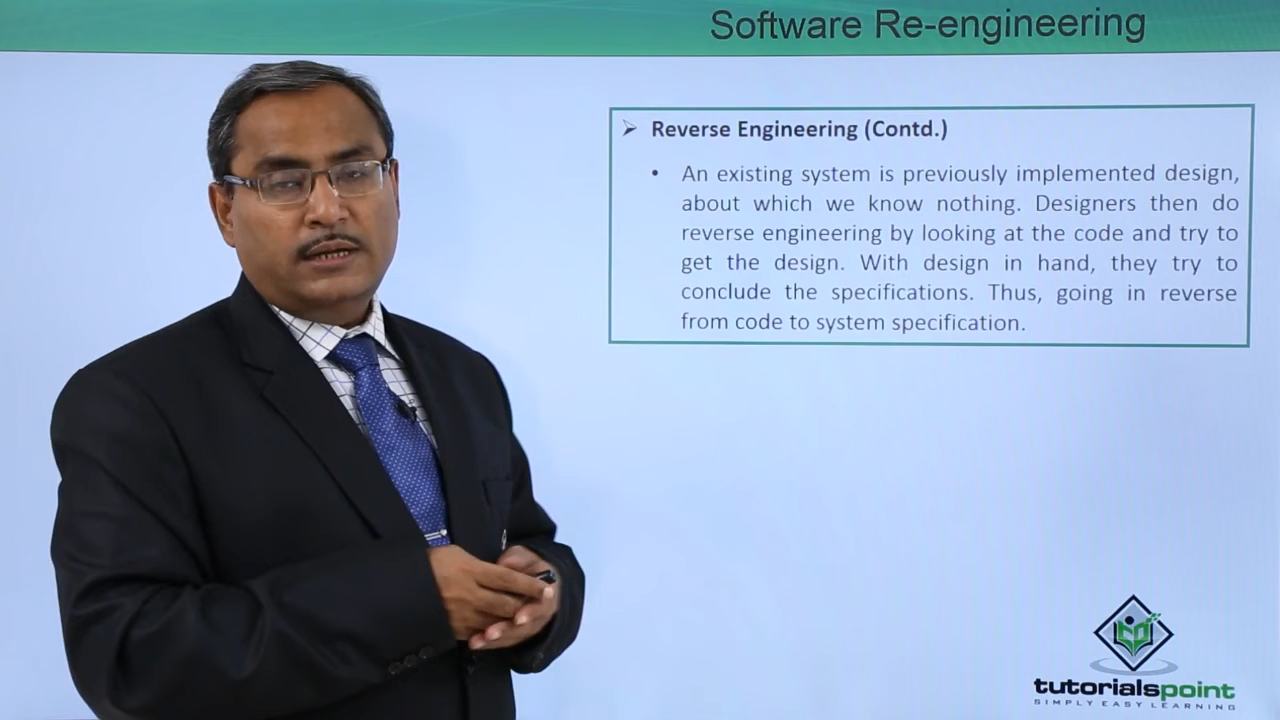 Software Re-engineering
➢ Reverse Engineering (Contd.)
• An existing system is previously implemented design,
about which we know nothing. Designers then do
reverse engineering by looking at the code and try to
get the design. With design in hand, they try to
conclude the specifications. Thus, going in reverse
from code to system specification.
tutorialspoint
SIMPLY EASY LEARNING